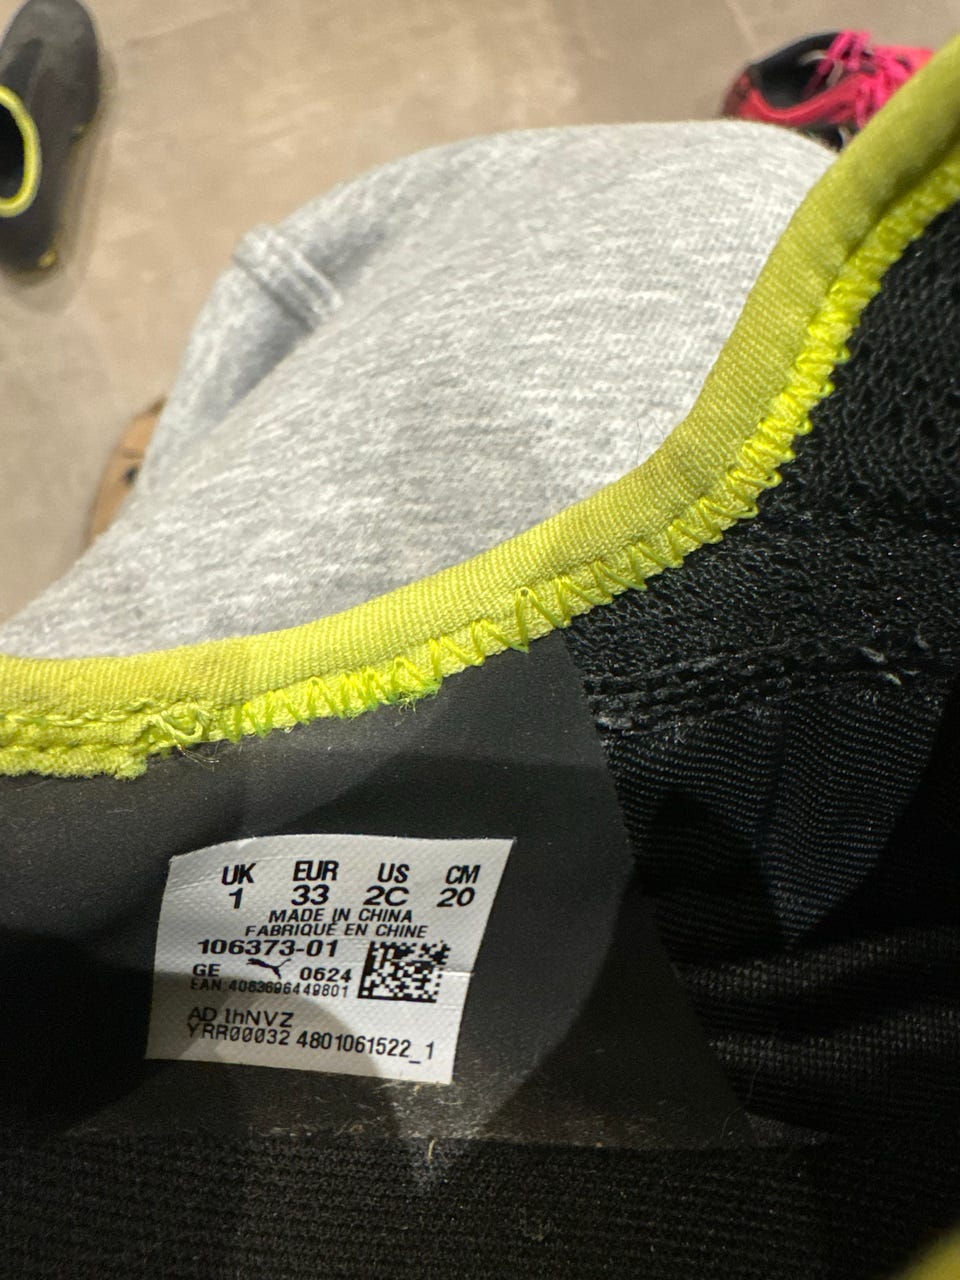 UK EUR US CM
1 33 2C 20
MADE IN CHINA
FABRIQUÉ EN CHINE
106373-01
GE 0624
EAN:4063696449801
AD 1hNVZ
YRR00032 4801061522_1